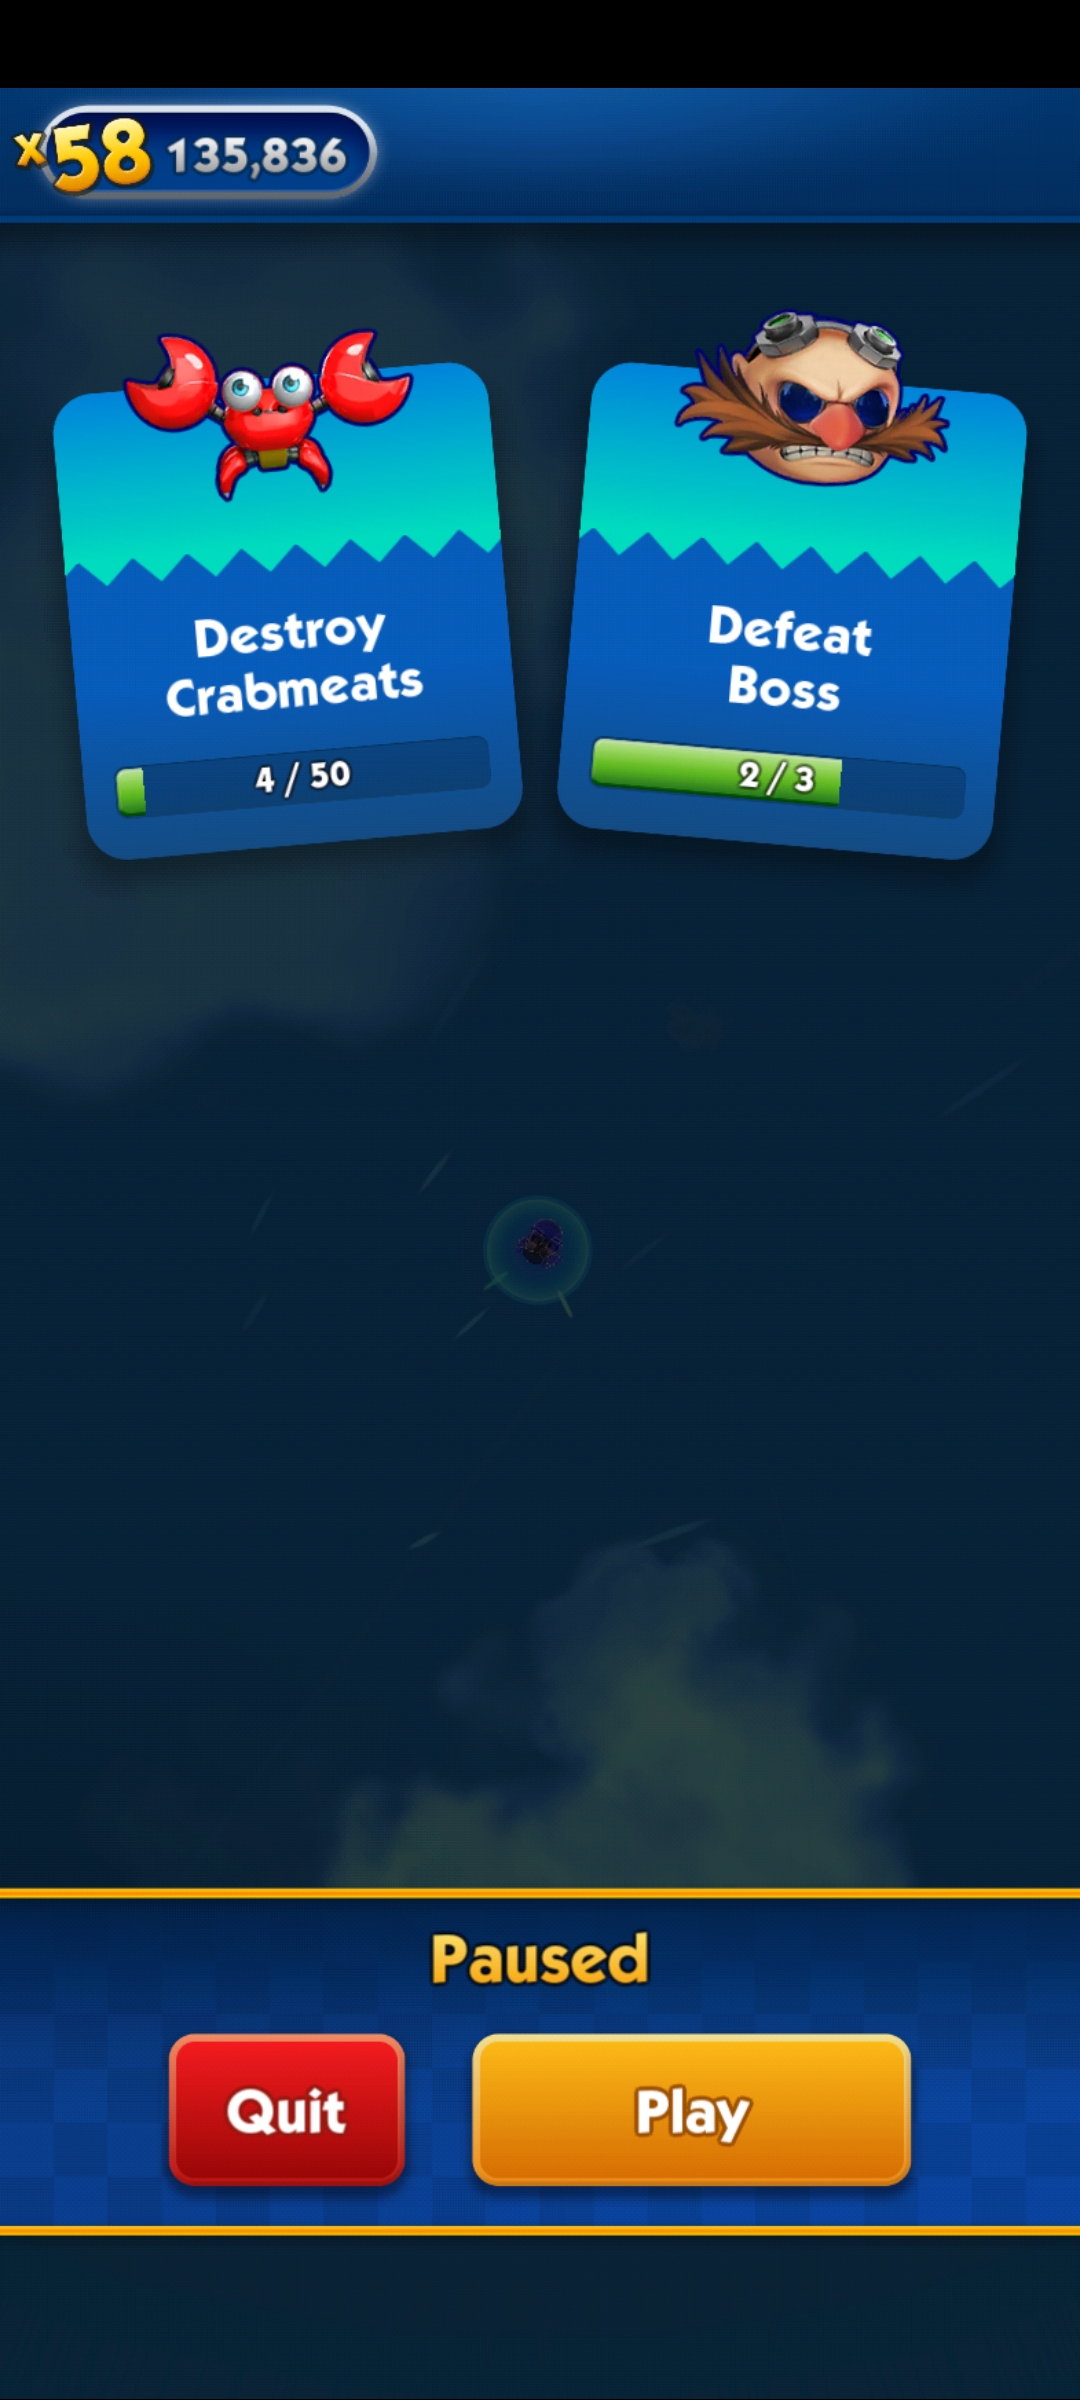 x58 135,836
Destroy
Crabmeats
4 / 50
Defeat
Boss
2 / 3
Paused
Quit
Play